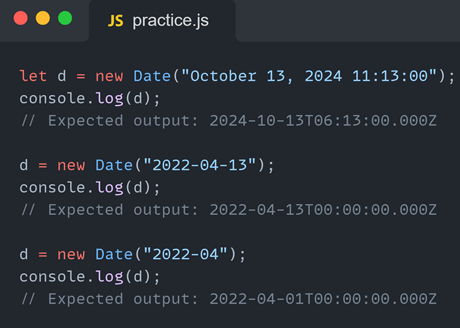 JS practice.js
let d = new Date("October 13, 2024 11:13:00");
console.log(d);
// Expected output: 2024-10-13T06:13:00.000Z
d = new Date("2022-04-13");
console.log(d);
// Expected output: 2022-04-13T00:00:00.000Z
d = new Date("2022-04");
console.log(d);
// Expected output: 2022-04-01T00:00:00.000Z